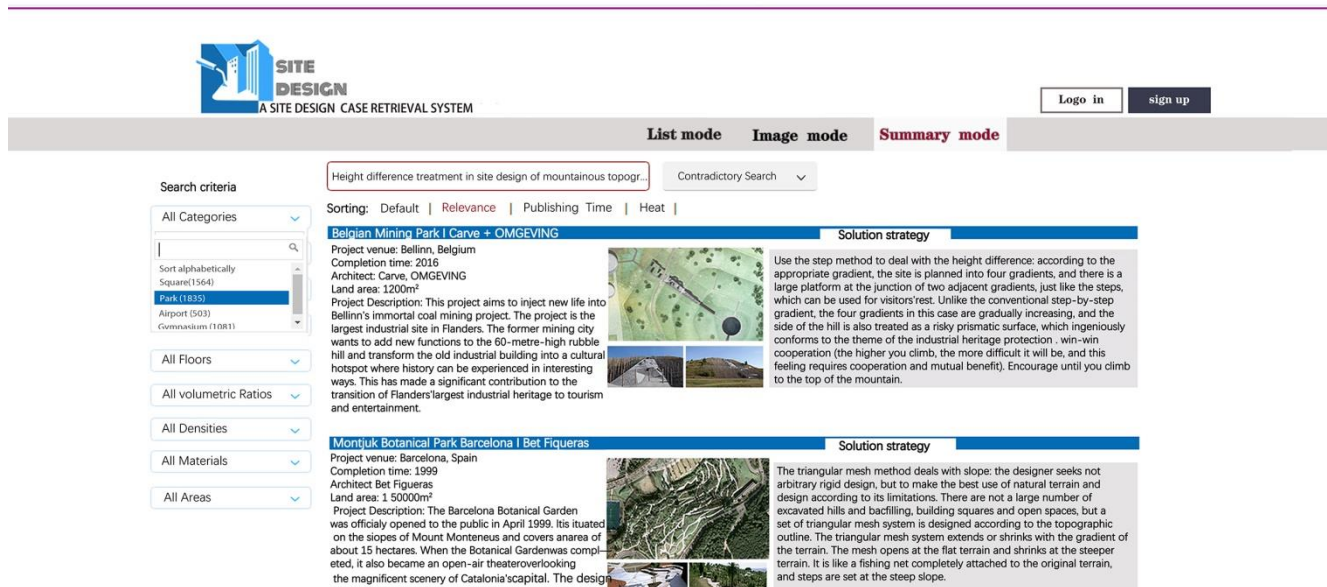 SITE
DESIGN
A SITE DESIGN CASE RETRIEVAL SYSTEM
Logo in
sign up
List mode
Image mode
Summary mode
Search criteria
Height difference treatment in site design of mountainous topogr...
Contradictory Search
Sorting: Default | Relevance | Publishing Time | Heat |
All Categories
Sort alphabetically
Square(1564)
Park (1835)
Airport (503)
Gymnasium (1081)
All Floors
All volumetric Ratios
All Densities
All Materials
All Areas
Belgian Mining Park I Carve + OMGEVING
Project venue: Bellinn, Belgium
Completion time: 2016
Architect: Carve, OMGEVING
Land area: 1200m²
Project Description: This project aims to inject new life into
Bellinn's immortal coal mining project. The project is the
largest industrial site in Flanders. The former mining city
wants to add new functions to the 60-metre-high rubble
hill and transform the old industrial building into a cultural
hotspot where history can be experienced in interesting
ways. This has made a significant contribution to the
transition of Flanders'largest industrial heritage to tourism
and entertainment.
Solution strategy
Use the step method to deal with the height difference: according to the
appropriate gradient, the site is planned into four gradients, and there is a
large platform at the junction of two adjacent gradients, just like the steps,
which can be used for visitors'rest. Unlike the conventional step-by-step
gradient, the four gradients in this case are gradually increasing, and the
side of the hill is also treated as a risky prismatic surface, which ingeniously
conforms to the theme of the industrial heritage protection . win-win
cooperation (the higher you climb, the more difficult it will be, and this
feeling requires cooperation and mutual benefit). Encourage until you climb
to the top of the mountain.
Montjuk Botanical Park Barcelona I Bet Fiqueras
Project venue: Barcelona, Spain
Completion time: 1999
Architect Bet Figueras
Land area: 1 50000m²
Project Description: The Barcelona Botanical Garden
was officialy opened to the public in April 1999. Itis ituated
on the siopes of Mount Monteneus and covers anarea of
about 15 hectares. When the Botanical Gardenwas compl-
eted, it also became an open-air theateroverlooking
the magnificent scenery of Catalonia'scapital. The design
Solution strategy
The triangular mesh method deals with slope: the designer seeks not
arbitrary rigid design, but to make the best use of natural terrain and
design according to its limitations. There are not a large number of
excavated hills and bacfilling, building squares and open spaces, but a
set of triangular mesh system is designed according to the topographic
outline. The triangular mesh system extends or shrinks with the gradient of
the terrain. The mesh opens at the flat terrain and shrinks at the steeper
terrain. It is like a fishing net completely attached to the original terrain,
and steps are set at the steep slope.